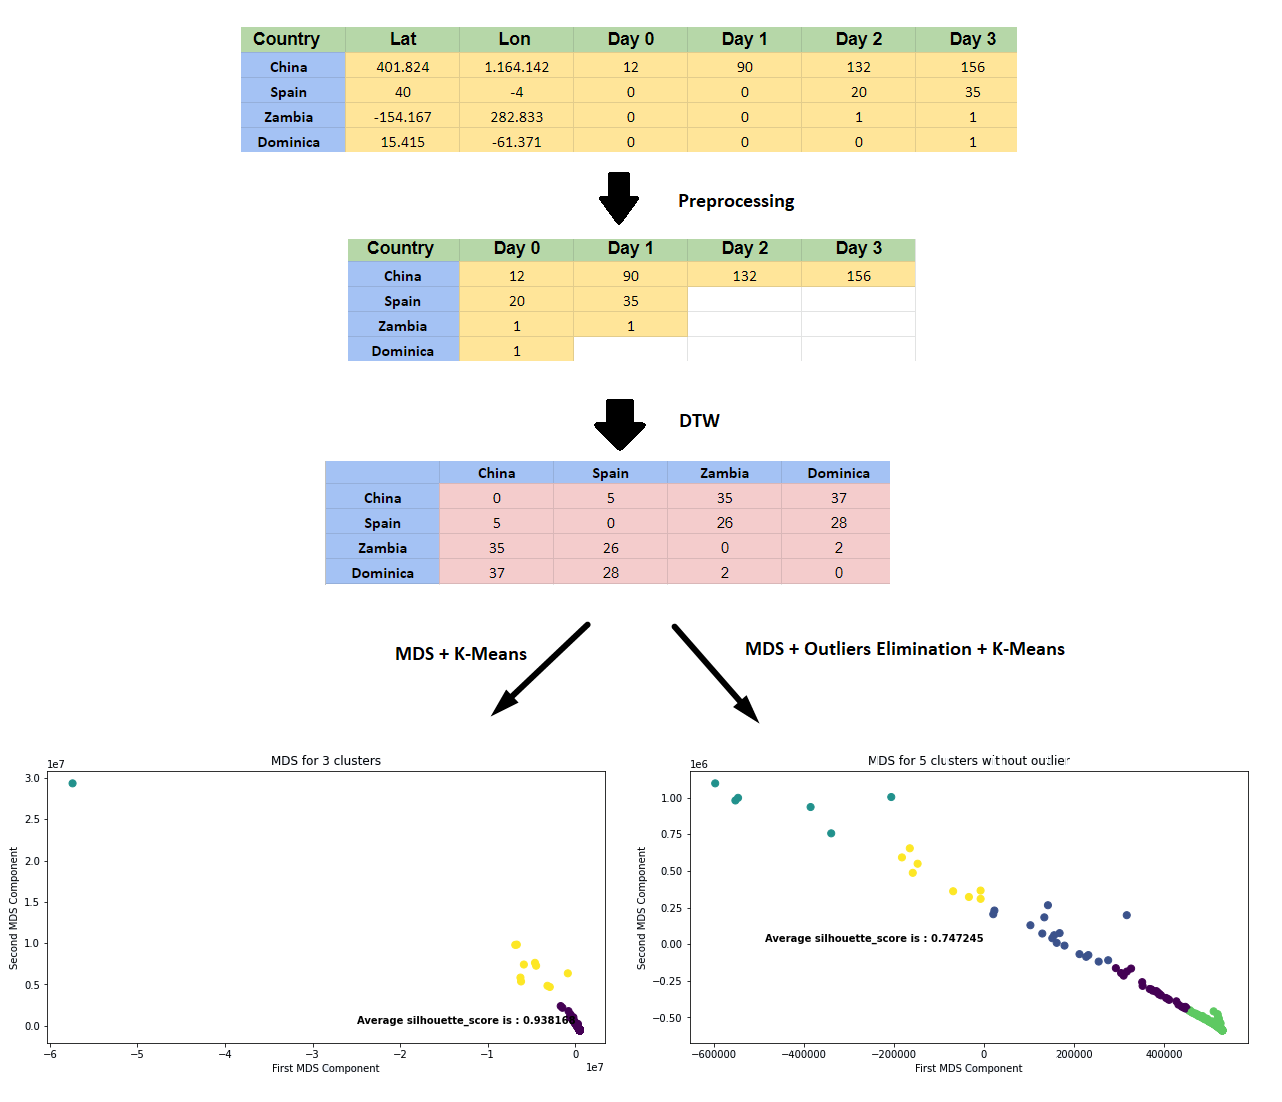 Country Lat Lon Day 0 Day 1 Day 2 Day 3
China 401.824 1.164.142 12 90 132 156
Spain 40 -4 0 0 20 35
Zambia -154.167 282.833 0 0 1 1
Dominica 15.415 -61.371 0 0 0 1
Preprocessing
Country Day 0 Day 1 Day 2 Day 3
China 12 90 132 156
Spain 20 35
Zambia 1 1
Dominica 1
DTW
China Spain Zambia Dominica
China 0 5 35 37
Spain 5 0 26 28
Zambia 35 26 0 2
Dominica 37 28 2 0
MDS + K-Means
MDS + Outliers Elimination + K-Means
MDS for 3 clusters
1e7
3.0
2.5
2.0
1.5
1.0
0.5
0.0
Second MDS Component
Average silhouette_score is : 0.93816
−6 −5 −4 −3 −2 −1 0
First MDS Component
1e7
MDS for 5 clusters without outlier
1e6
1.00
0.75
0.50
0.25
0.00
−0.25
−0.50
Second MDS Component
Average silhouette_score is : 0.747245
−600000 −400000 −200000 0 200000 400000
First MDS Component